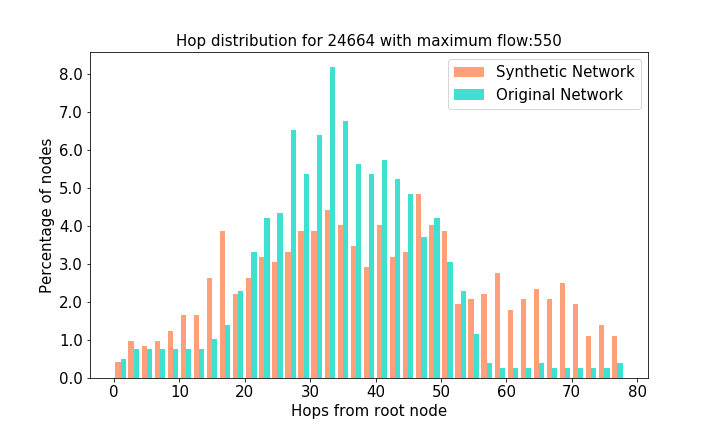 Hop distribution for 24664 with maximum flow:550
Synthetic Network
Original Network
Percentage of nodes
8.0
7.0
6.0
5.0
4.0
3.0
2.0
1.0
0.0
0 10 20 30 40 50 60 70 80
Hops from root node